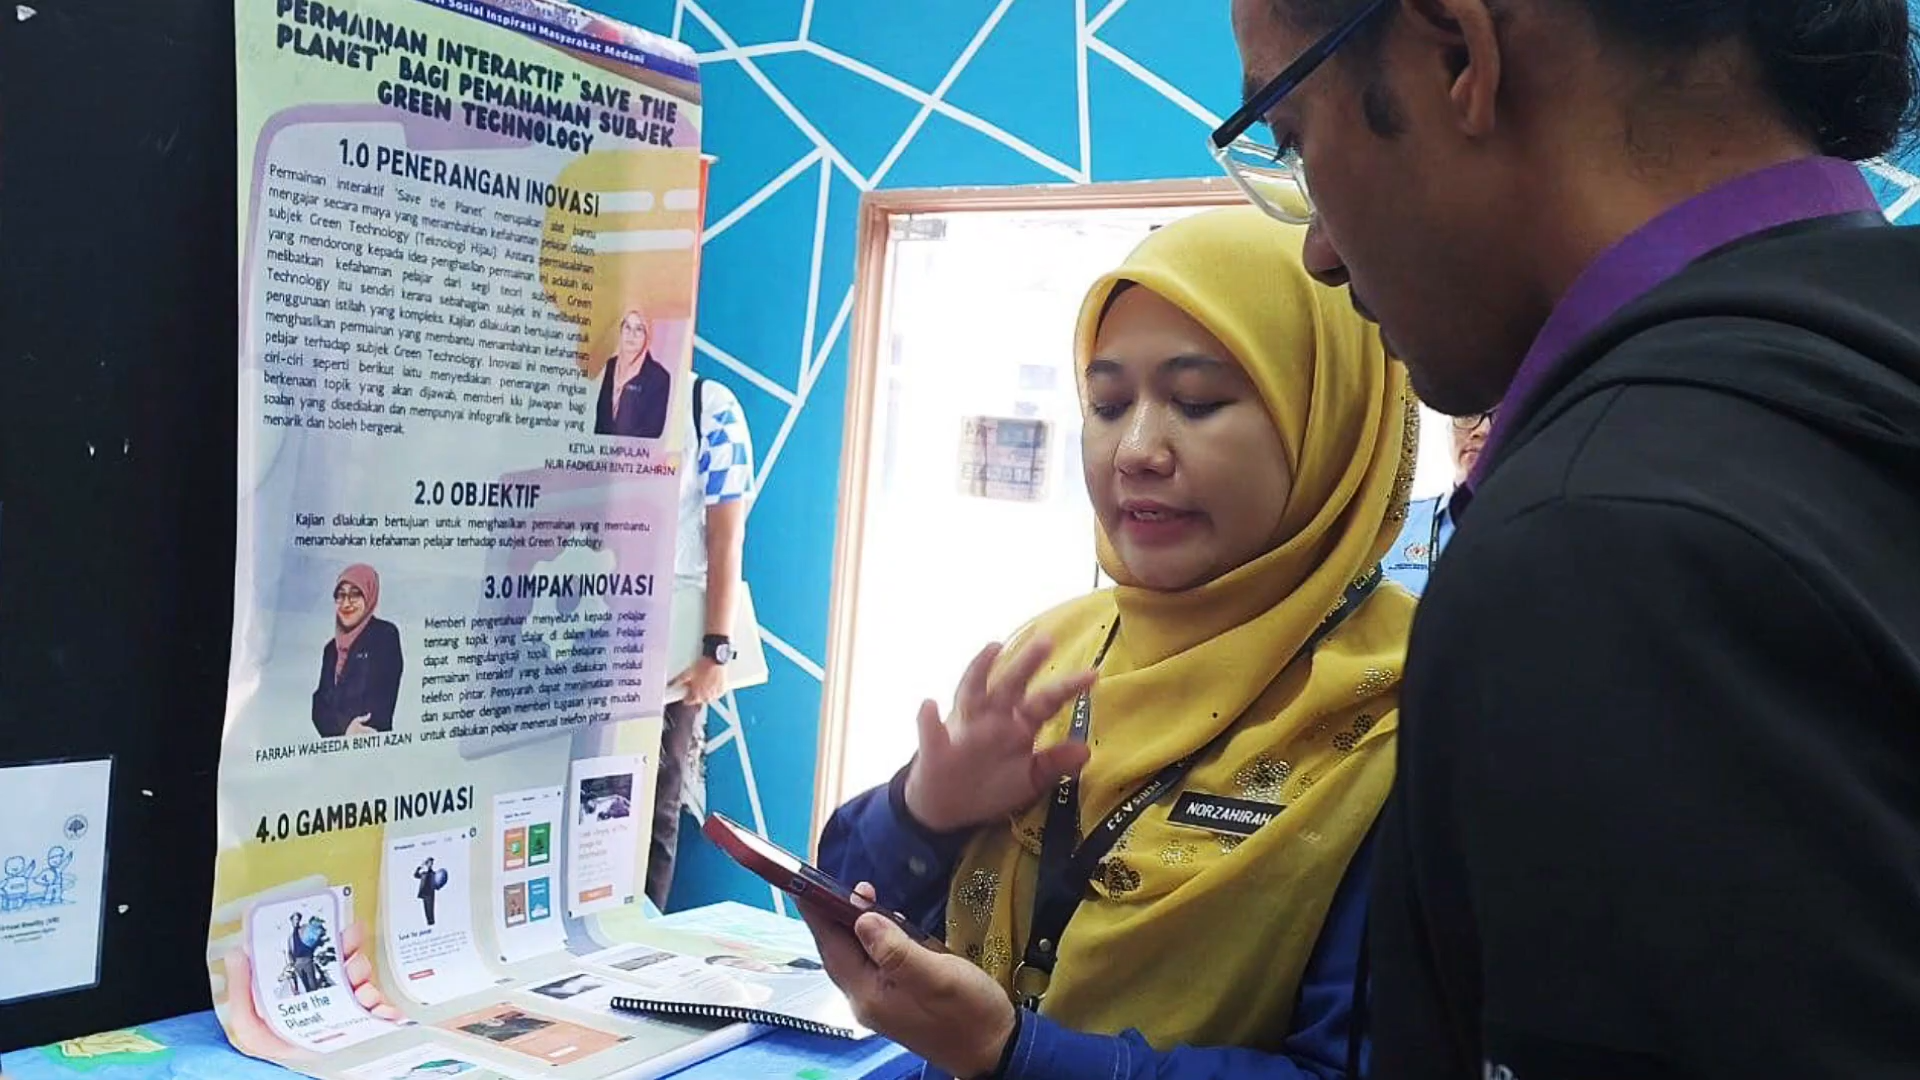 Sosial Inspirasi Masyarakat Madani
PERMAINAN INTERAKTIF "SAVE THE
PLANET" BAGI PEMAHAMAN SUBJEK
GREEN TECHNOLOGY
1.0 PENERANGAN INOVASI
Permainan interaktif "Save the Planet" merupakan alat bantu
mengajar secara maya yang menambahkan kefahaman pelajar dalam
subjek Green Technology (Teknologi Hijau). Antara permasalahan
yang mendorong kepada idea penghasilan permainan ini adalah isu
melibatkan kefahaman pelajar dari segi teori subjek Green
Technology itu sendiri kerana sebahagian subjek ini melibatkan
penggunaan istilah yang kompleks. Kajian dilakukan bertujuan untuk
menghasilkan permainan yang membantu menambahkan kefahaman
pelajar terhadap subjek Green Technology. Inovasi ini mempunyai
ciri-ciri seperti berikut iaitu menyediakan penerangan ringkas
berkenaan topik yang akan dijawab, memberi klu jawapan bagi
soalan yang disediakan dan mempunyai infografik bergambar yang
menarik dan boleh bergerak.
KETUA KUMPULAN
NUR FADHILAH BINTI ZAHRIN
2.0 OBJEKTIF
Kajian dilakukan bertujuan untuk menghasilkan permainan yang membantu
menambahkan kefahaman pelajar terhadap subjek Green Technology
3.0 IMPAK INOVASI
Memberi pengetahuan menyeluruh kepada pelajar
tentang topik yang diajar di dalam kelas. Pelajar
dapat mengulangkaji topik pembelajaran melalui
permainan interaktif yang boleh dilakukan melalui
telefon pintar. Pensyarah dapat menjimatkan masa
dan sumber dengan memberi tugasan yang mudah
untuk dilakukan pelajar menerusi telefon pintar
FARRAH WAHEEDA BINTI AZAN
4.0 GAMBAR INOVASI
Save the
Planet
NORZAHIRAH
PERISA'23